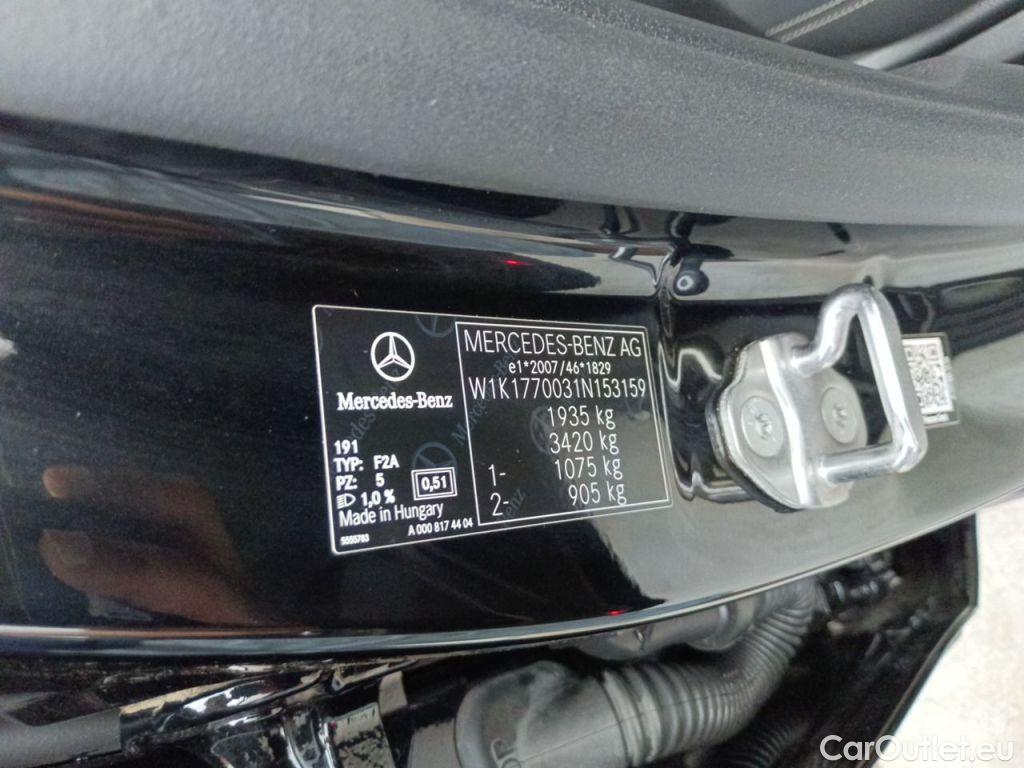 Mercedes-Benz
191
TYP: F2A
PZ: 5
0,51
1,0 %
Made in Hungary
A 000 817 44 04
5555783
MERCEDES-BENZ AG
e1*2007/46*1829
W1K1770031N153159
1935 kg
3420 kg
1- 1075 kg
2- 905 kg
CarOutlet.eu